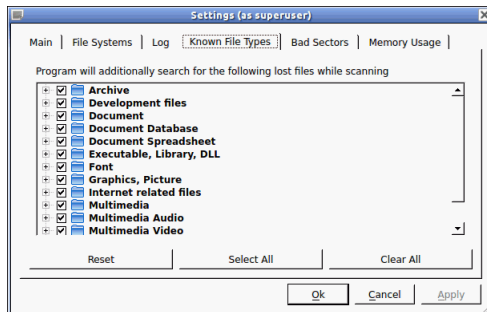 Settings (as superuser)
Main File Systems Log Known File Types Bad Sectors Memory Usage
Program will additionally search for the following lost files while scanning
Archive
Development files
Document
Document Database
Document Spreadsheet
Executable, Library, DLL
Font
Graphics, Picture
Internet related files
Multimedia
Multimedia Audio
Multimedia Video
Reset Select All Clear All
Ok Cancel Apply